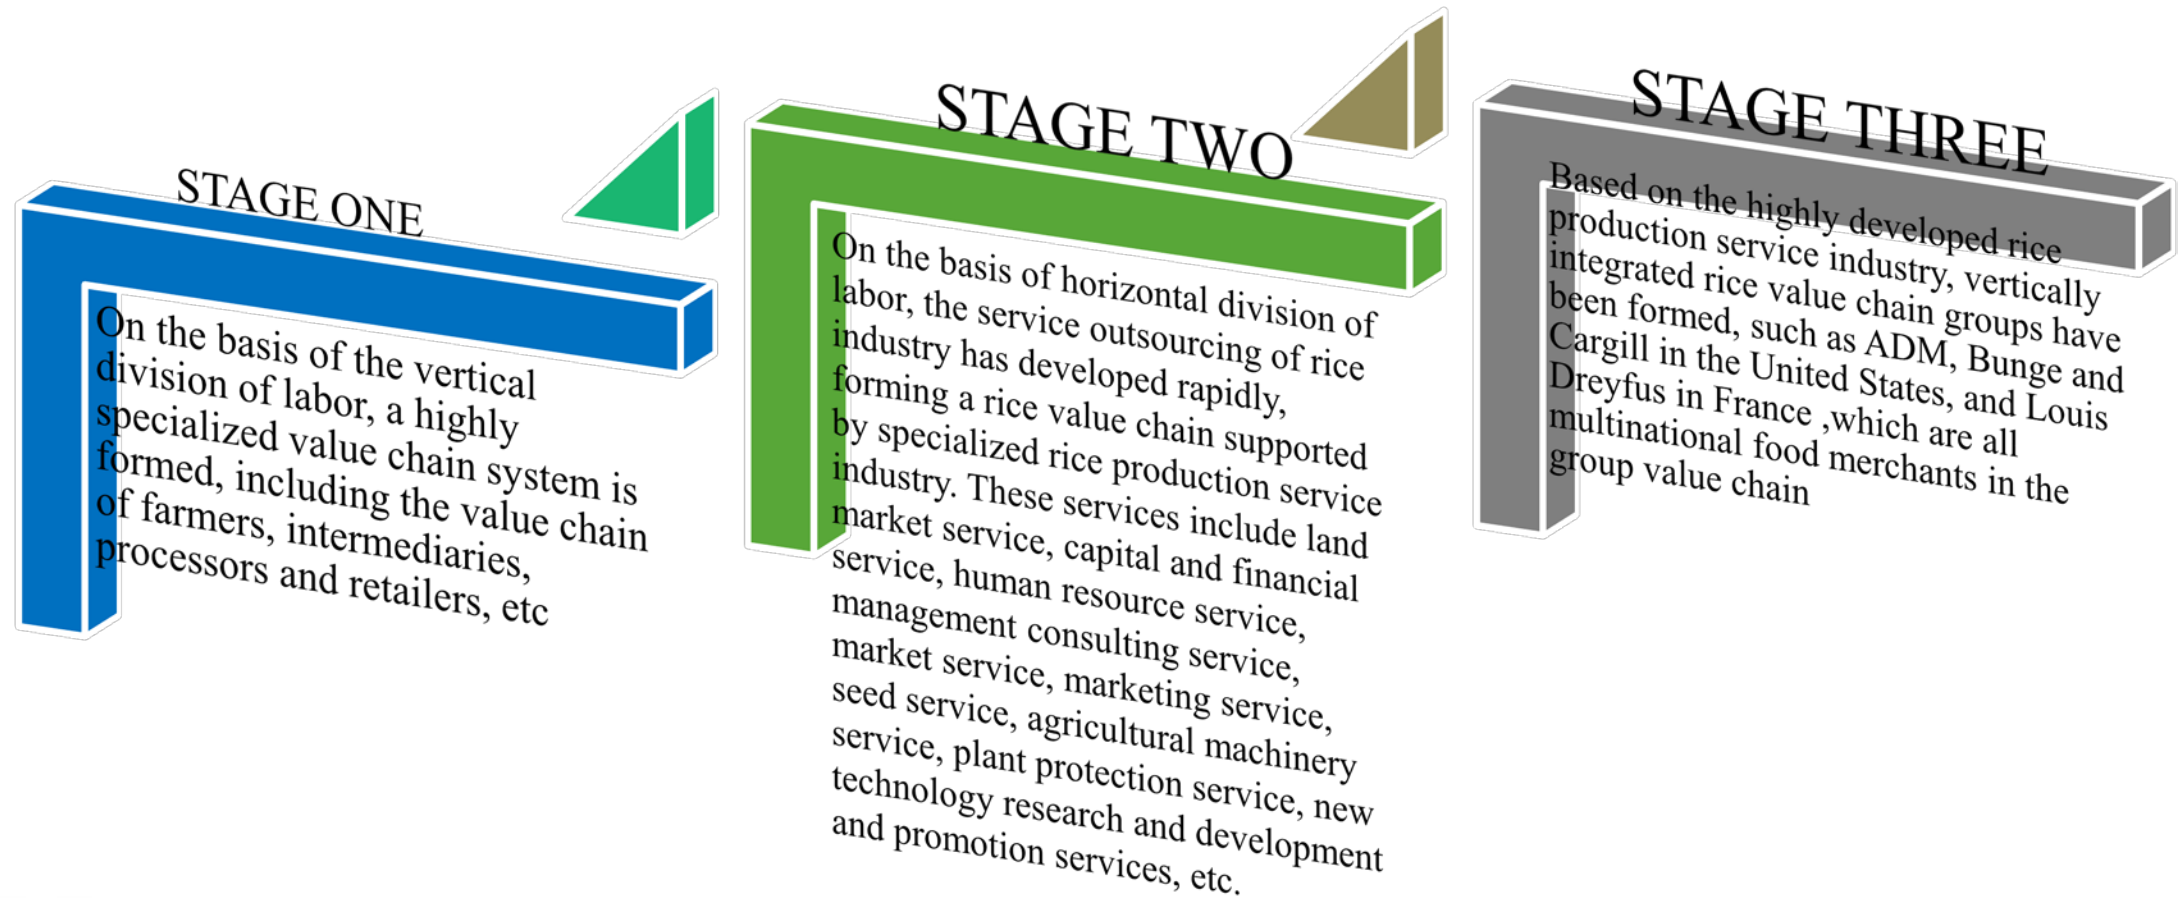 STAGE ONE
On the basis of the vertical
division of labor, a highly
specialized value chain system is
formed, including the value chain
of farmers, intermediaries,
processors and retailers, etc
STAGE TWO
On the basis of horizontal division of
labor, the service outsourcing of rice
industry has developed rapidly,
forming a rice value chain supported
by specialized rice production service
industry. These services include land
market service, capital and financial
service, human resource service,
management consulting service,
market service, marketing service,
seed service, agricultural machinery
service, plant protection service, new
technology research and development
and promotion services, etc.
STAGE THREE
Based on the highly developed rice
production service industry, vertically
integrated rice value chain groups have
been formed, such as ADM, Bunge and
Cargill in the United States, and Louis
Dreyfus in France ,which are all
multinational food merchants in the
group value chain